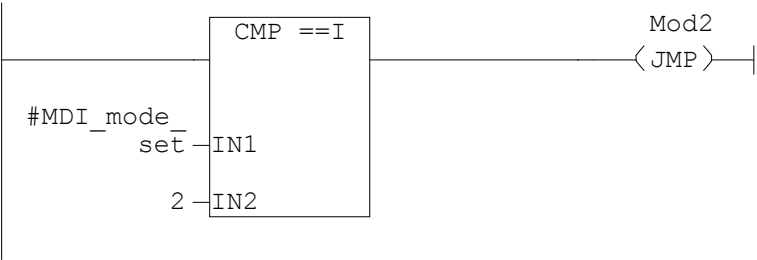 CMP ==I
Mod2
JMP
#MDI_mode_
set
IN1
2
IN2